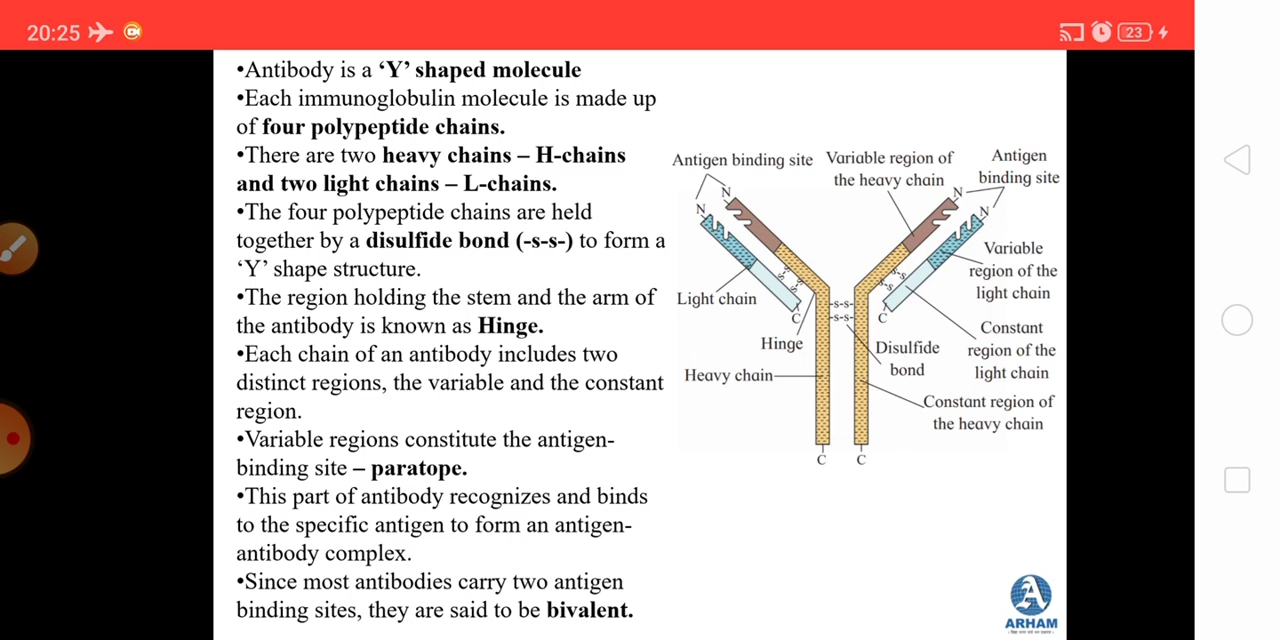 20:25
23
•Antibody is a ‘Y’ shaped molecule
•Each immunoglobulin molecule is made up
of four polypeptide chains.
•There are two heavy chains – H-chains
and two light chains – L-chains.
•The four polypeptide chains are held
together by a disulfide bond (-s-s-) to form a
‘Y’ shape structure.
•The region holding the stem and the arm of
the antibody is known as Hinge.
•Each chain of an antibody includes two
distinct regions, the variable and the constant
region.
•Variable regions constitute the antigen-
binding site – paratope.
•This part of antibody recognizes and binds
to the specific antigen to form an antigen-
antibody complex.
•Since most antibodies carry two antigen
binding sites, they are said to be bivalent.
Antigen binding site
Variable region of
the heavy chain
Antigen
binding site
N
N
N
N
Variable
region of the
light chain
-s-s-
-s-s-
Light chain
-s-s-
-s-s-
C
C
Hinge
Disulfide
bond
Constant
region of the
light chain
Heavy chain
Constant region of
the heavy chain
C
C
ARHAM